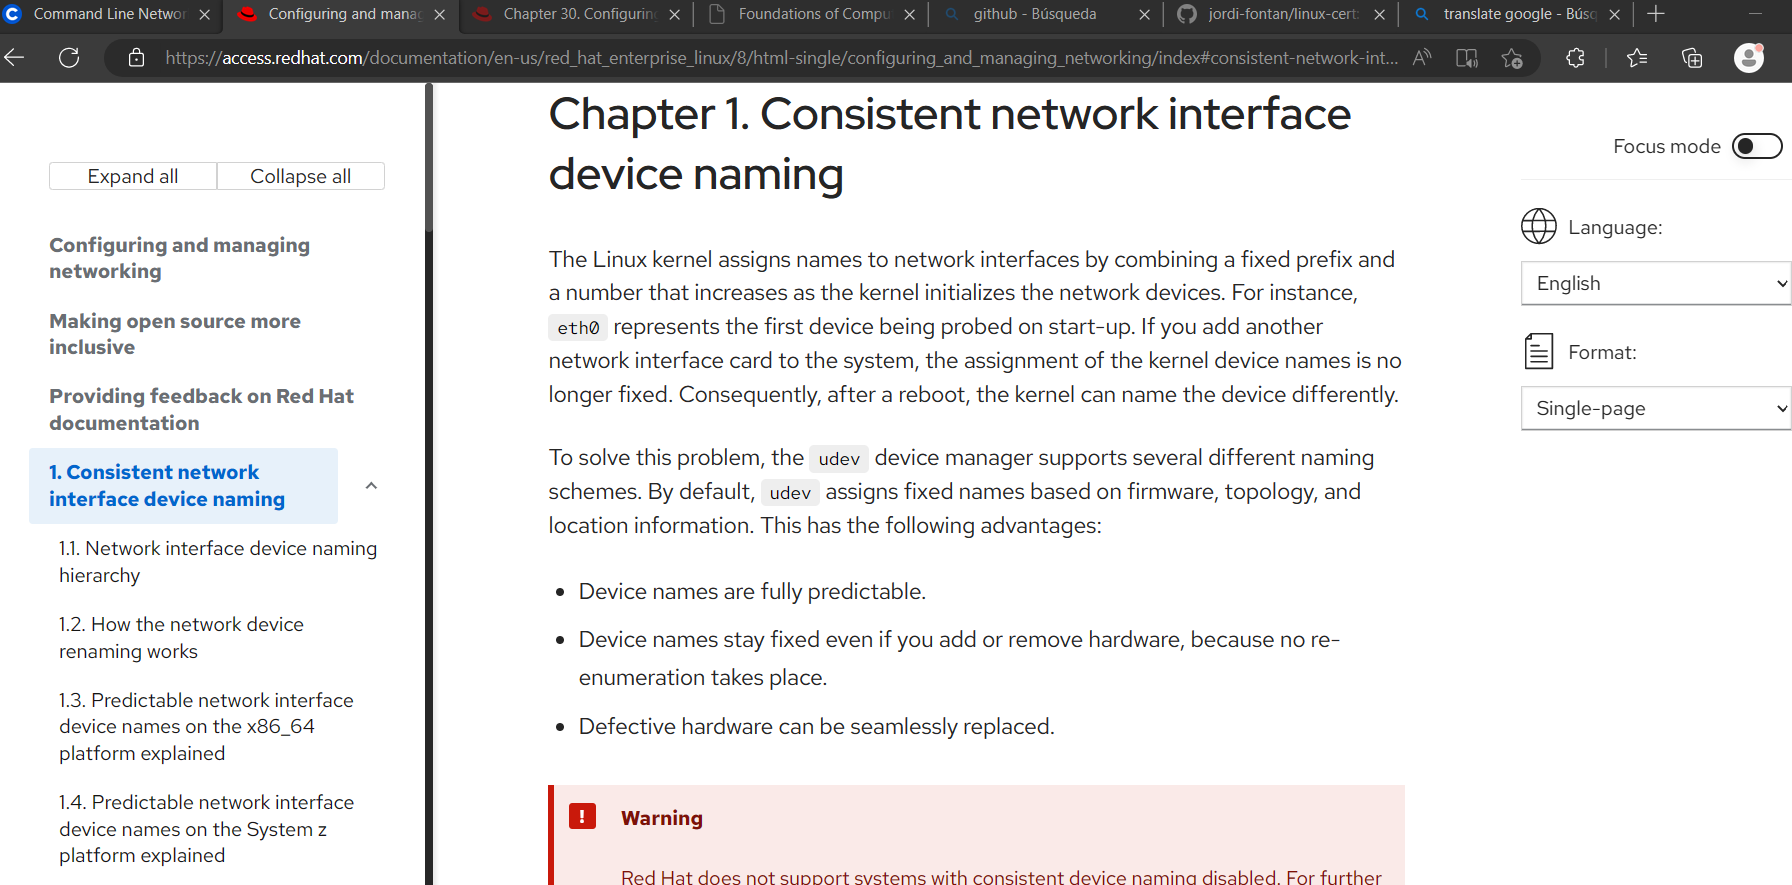 Command Line Networ
Configuring and manag
Chapter 30. Configuring
Foundations of Compu
github - Búsqueda
jordi-fontan/linux-cert:
translate google - Búsq
https://access.redhat.com/documentation/en-us/red_hat_enterprise_linux/8/html-single/configuring_and_managing_networking/index#consistent-network-int...
Expand all
Collapse all
Configuring and managing
networking
Making open source more
inclusive
Providing feedback on Red Hat
documentation
1. Consistent network
interface device naming
1.1. Network interface device naming
hierarchy
1.2. How the network device
renaming works
1.3. Predictable network interface
device names on the x86_64
platform explained
1.4. Predictable network interface
device names on the System z
platform explained
Chapter 1. Consistent network interface
device naming
The Linux kernel assigns names to network interfaces by combining a fixed prefix and
a number that increases as the kernel initializes the network devices. For instance,
eth0 represents the first device being probed on start-up. If you add another
network interface card to the system, the assignment of the kernel device names is no
longer fixed. Consequently, after a reboot, the kernel can name the device differently.
To solve this problem, the udev device manager supports several different naming
schemes. By default, udev assigns fixed names based on firmware, topology, and
location information. This has the following advantages:
• Device names are fully predictable.
• Device names stay fixed even if you add or remove hardware, because no re-
enumeration takes place.
• Defective hardware can be seamlessly replaced.
Warning
Red Hat does not support systems with consistent device naming disabled. For further
Focus mode
Language:
English
Format:
Single-page